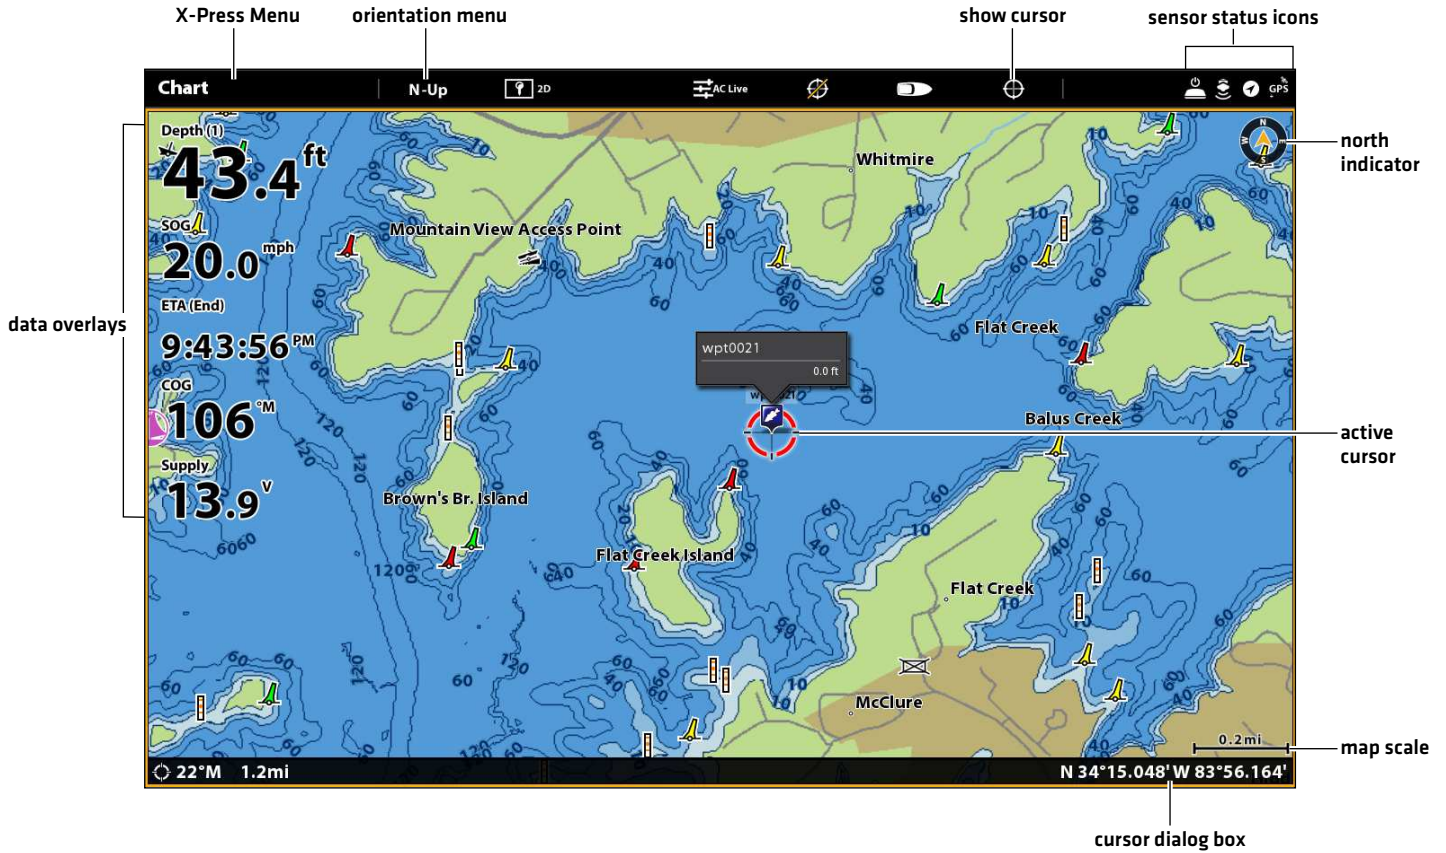 X-Press Menu
orientation menu
show cursor
sensor status icons
Chart
N-Up
2D
AC Live
GPS
Depth (1)
43.4 ft
SOG
20.0 mph
ETA (End)
9:43:56 PM
COG
106 °M
Supply
13.9 V
data overlays
N
W
E
S
north
indicator
Whitmire
Mountain View Access Point
Flat Creek
wpt0021
0.0 ft
Balus Creek
active
cursor
Brown's Br. Island
Flat Creek Island
Flat Creek
McClure
0.2mi
map scale
22°M 1.2mi
N 34°15.048' W 83°56.164'
cursor dialog box